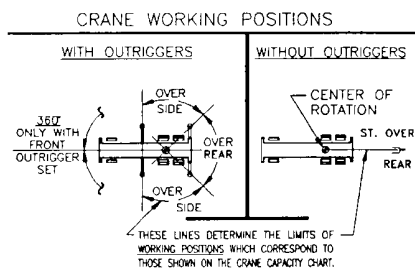 CRANE WORKING POSITIONS
WITH OUTRIGGERS
WITHOUT OUTRIGGERS
360°
ONLY WITH
FRONT
OUTRIGGER
SET
OVER
SIDE
OVER
REAR
OVER
SIDE
CENTER OF
ROTATION
ST. OVER
REAR
THESE LINES DETERMINE THE LIMITS OF
WORKING POSITIONS WHICH CORRESPOND TO
THOSE SHOWN ON THE CRANE CAPACITY CHART.